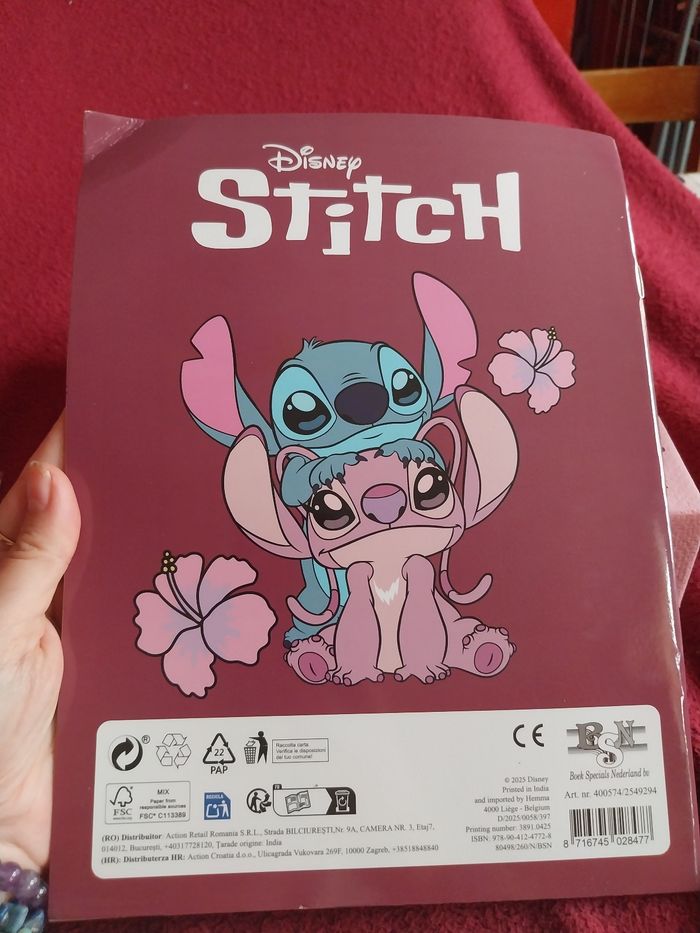 Disney
Stitch
®
22
PAP
Raccolta carta
Verifica le disposizioni
del tuo comune!
CE
BSN
Boek Specials Nederland bv
Art. nr. 400574/2549294
FSC
MIX
Paper from
responsible sources
FSC® C113389
RICICLA
FR
© 2025 Disney
Printed in India
and imported by Hemma
4000 Liège - Belgium
D/2025/0058/397
Printing number: 3891.0425
ISBN: 978-90-412-4772-8
80498/260/N/BSN
8 716745 028477
(RO) Distribuitor: Action Retail Romania S.R.L., Strada BILCIUREȘTI,Nr. 9A, CAMERA NR. 3, Etaj7,
014012, București, +40317728120, Țarade origine: India
(HR): Distributerza HR: Action Croatia d.o.o., Ulicagrada Vukovara 269F, 10000 Zagreb, +38518848840